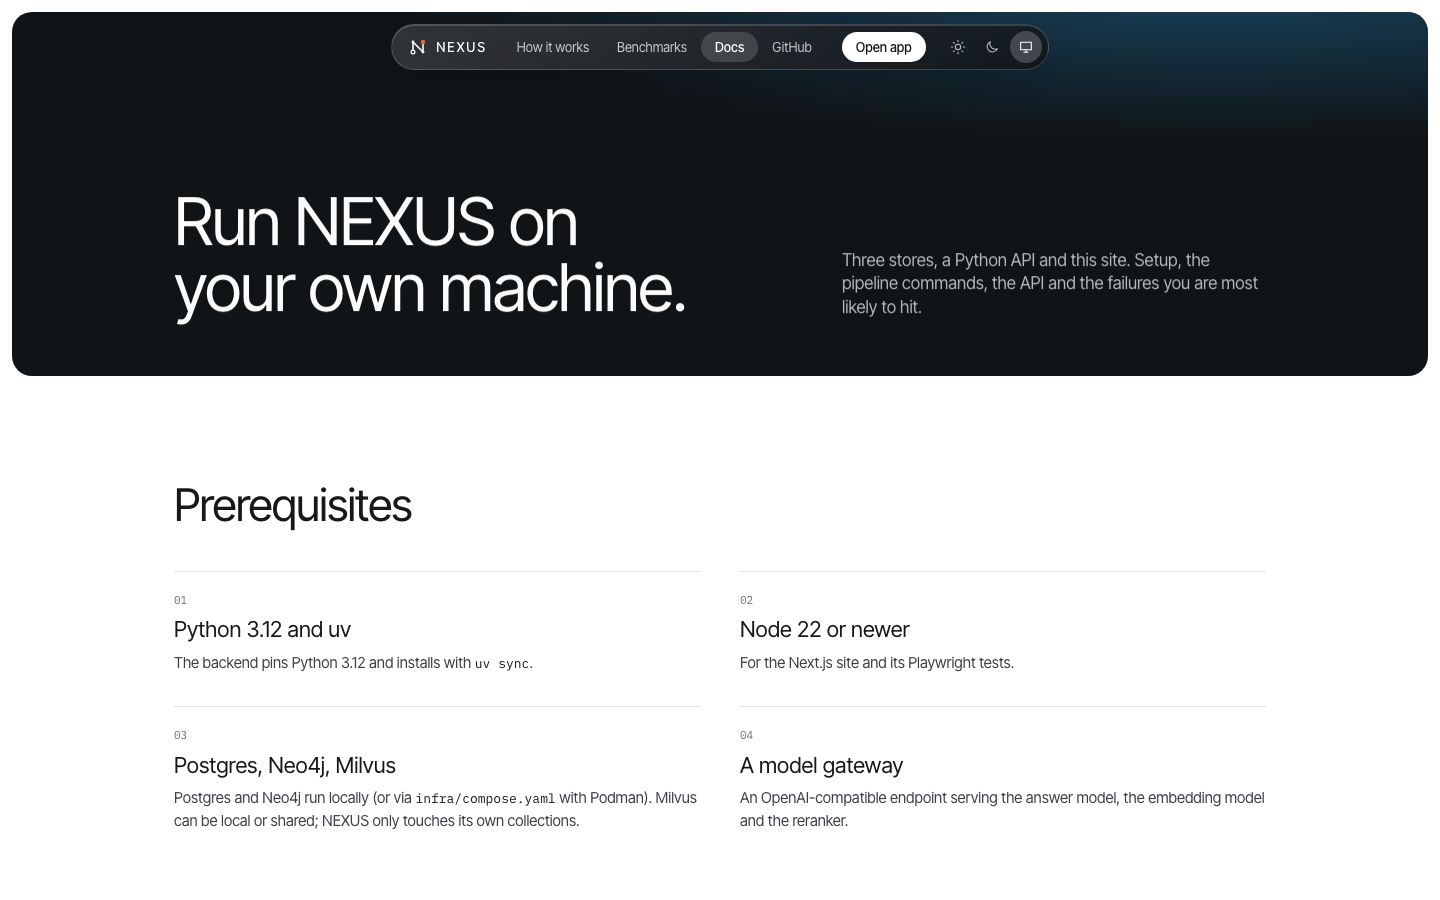 NEXUS
How it works
Benchmarks
Docs
GitHub
Open app
Run NEXUS on
your own machine.
Three stores, a Python API and this site. Setup, the
pipeline commands, the API and the failures you are most
likely to hit.
Prerequisites
01
Python 3.12 and uv
The backend pins Python 3.12 and installs with uv sync.
02
Node 22 or newer
For the Next.js site and its Playwright tests.
03
Postgres, Neo4j, Milvus
Postgres and Neo4j run locally (or via infra/compose.yaml with Podman). Milvus
can be local or shared; NEXUS only touches its own collections.
04
A model gateway
An OpenAI-compatible endpoint serving the answer model, the embedding model
and the reranker.